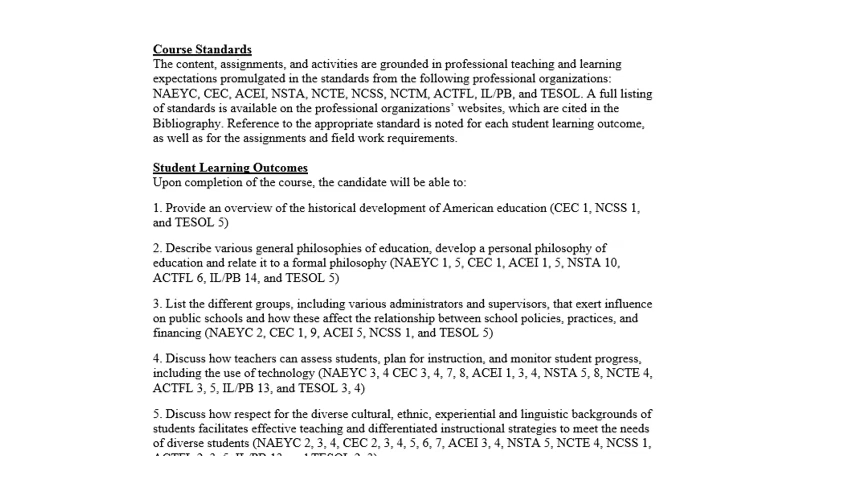 Course Standards
The content, assignments, and activities are grounded in professional teaching and learning
expectations promulgated in the standards from the following professional organizations:
NAEYC, CEC, ACEI, NSTA, NCTE, NCSS, NCTM, ACTFL, IL/PB, and TESOL. A full listing
of standards is available on the professional organizations' websites, which are cited in the
Bibliography. Reference to the appropriate standard is noted for each student learning outcome,
as well as for the assignments and field work requirements.
Student Learning Outcomes
Upon completion of the course, the candidate will be able to:
1. Provide an overview of the historical development of American education (CEC 1, NCSS 1,
and TESOL 5)
2. Describe various general philosophies of education, develop a personal philosophy of
education and relate it to a formal philosophy (NAEYC 1, 5, CEC 1, ACEI 1, 5, NSTA 10,
ACTFL 6, IL/PB 14, and TESOL 5)
3. List the different groups, including various administrators and supervisors, that exert influence
on public schools and how these affect the relationship between school policies, practices, and
financing (NAEYC 2, CEC 1, 9, ACEI 5, NCSS 1, and TESOL 5)
4. Discuss how teachers can assess students, plan for instruction, and monitor student progress,
including the use of technology (NAEYC 3, 4 CEC 3, 4, 7, 8, ACEI 1, 3, 4, NSTA 5, 8, NCTE 4,
ACTFL 3, 5, IL/PB 13, and TESOL 3, 4)
5. Discuss how respect for the diverse cultural, ethnic, experiential and linguistic backgrounds of
students facilitates effective teaching and differentiated instructional strategies to meet the needs
of diverse students (NAEYC 2, 3, 4, CEC 2, 3, 4, 5, 6, 7, ACEI 3, 4, NSTA 5, NCTE 4, NCSS 1,